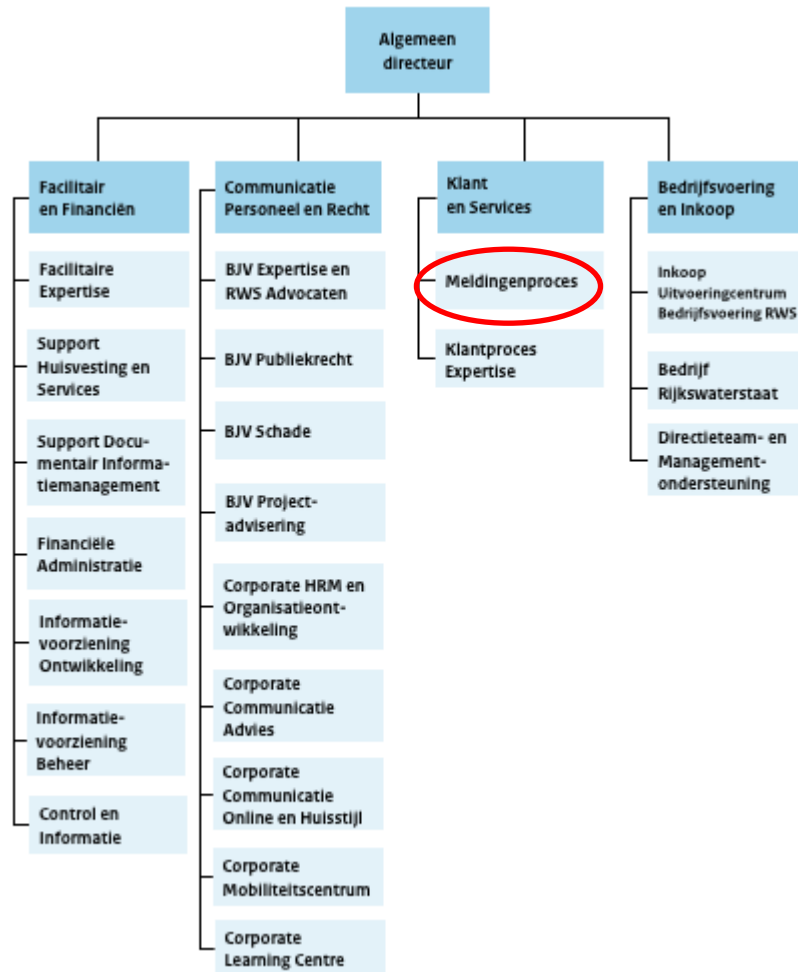 Algemeen
directeur
Facilitair
en Financiën
Facilitaire
Expertise
Support
Huisvesting en
Services
Support Docu-
mentair Informa-
tiemanagement
Financiële
Administratie
Informatie-
voorziening
Ontwikkeling
Informatie-
voorziening
Beheer
Control en
Informatie
Communicatie
Personeel en Recht
BJV Expertise en
RWS Advocaten
BJV Publiekrecht
BJV Schade
BJV Project-
advisering
Corporate HRM en
Organisatieont-
wikkeling
Corporate
Communicatie
Advies
Corporate
Communicatie
Online en Huisstijl
Corporate
Mobiliteitscentrum
Corporate
Learning Centre
Klant
en Services
Meldingenproces
Klantproces
Expertise
Bedrijfsvoering
en Inkoop
Inkoop
Uitvoeringcentrum
Bedrijfsvoering RWS
Bedrijf
Rijkswaterstaat
Directieteam- en
Management-
ondersteuning